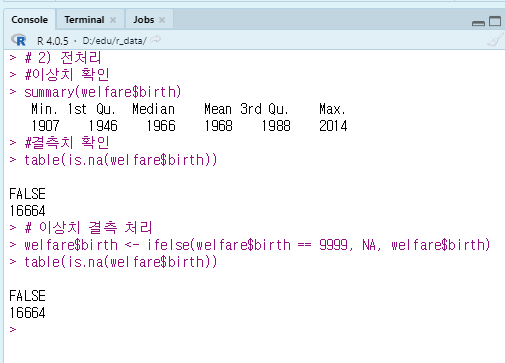 Console Terminal × Jobs ×
R R 4.0.5 · D:/edu/r_data/
> # 2) 전처리
> #이상치 확인
> summary(welfare$birth)
Min. 1st Qu. Median Mean 3rd Qu. Max.
1907 1946 1966 1968 1988 2014
> #결측치 확인
> table(is.na(welfare$birth))
FALSE
16664
> # 이상치 결측 처리
> welfare$birth <- ifelse(welfare$birth == 9999, NA, welfare$birth)
> table(is.na(welfare$birth))
FALSE
16664
>